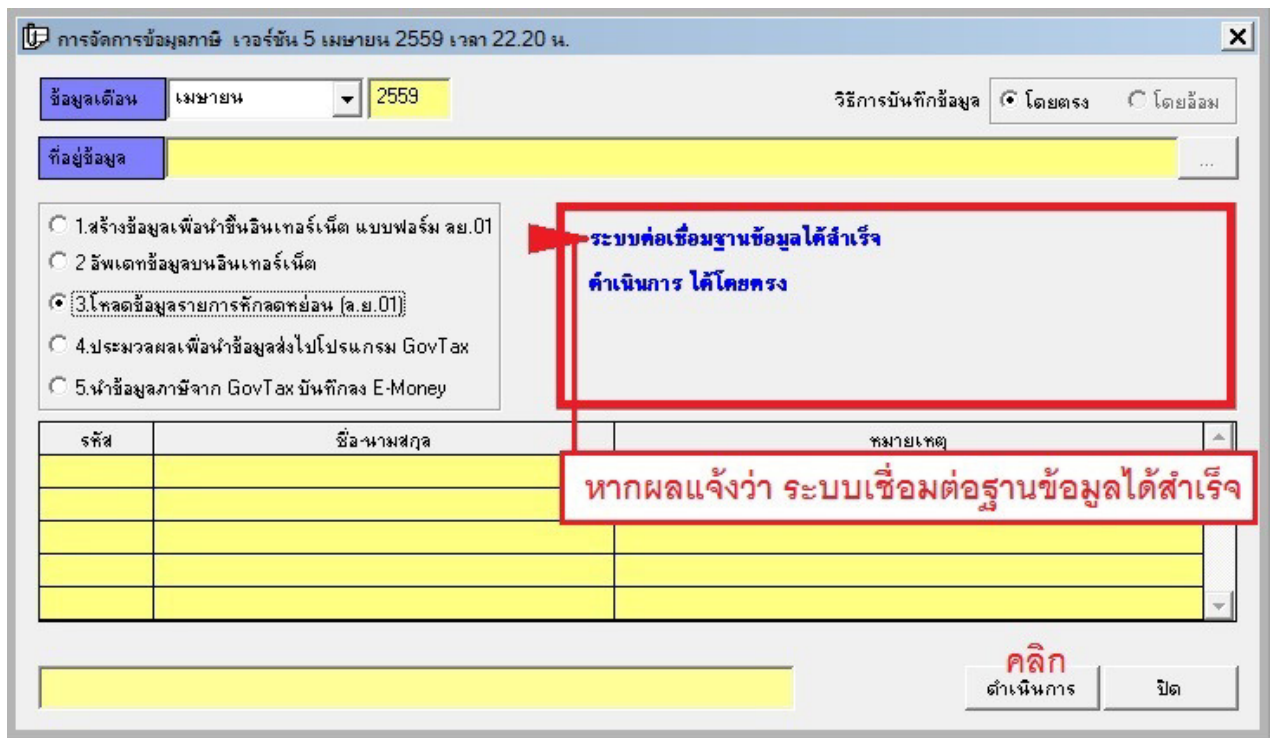 การจัดการข้อมูลภาษี เวอร์ชัน 5 เมษายน 2559 เวลา 22.20 น.
ข้อมูลเดือน เมษายน 2559 วิธีการบันทึกข้อมูล โดยตรง โดยอ้อม
ที่อยู่ข้อมูล ...
1.สร้างข้อมูลเพื่อนำขึ้นอินเทอร์เน็ต แบบฟอร์ม ลย.01
2 อัพเดทข้อมูลบนอินเทอร์เน็ต
3.โหลดข้อมูลรายการหักลดหย่อน (ล.ย.01)
4.ประมวลผลเพื่อนำข้อมูลส่งไปโปรแกรม GovTax
5.นำข้อมูลภาษีจาก GovTax บันทึกลง E-Money
ระบบต่อเชื่อมฐานข้อมูลได้สำเร็จ
ดำเนินการ ได้โดยตรง
รหัส ชื่อ-นามสกุล หมายเหตุ
หากผลแจ้งว่า ระบบเชื่อมต่อฐานข้อมูลได้สำเร็จ
คลิก
ดำเนินการ ปิด